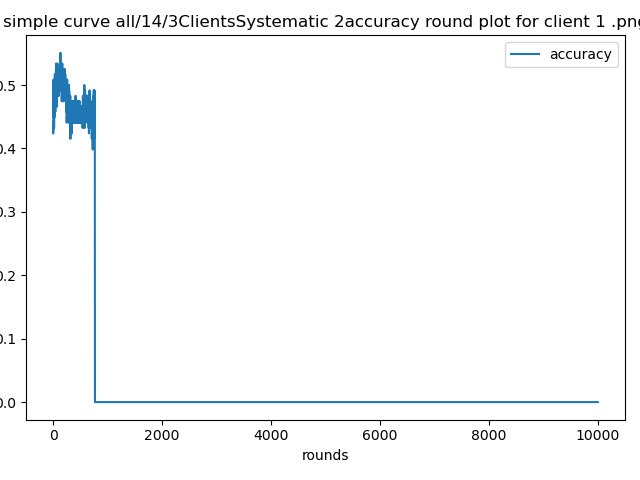 simple curve all/14/3ClientsSystematic 2accuracy round plot for client 1 .png
accuracy
0.5
0.4
0.3
0.2
0.1
0.0
0 2000 4000 6000 8000 10000
rounds